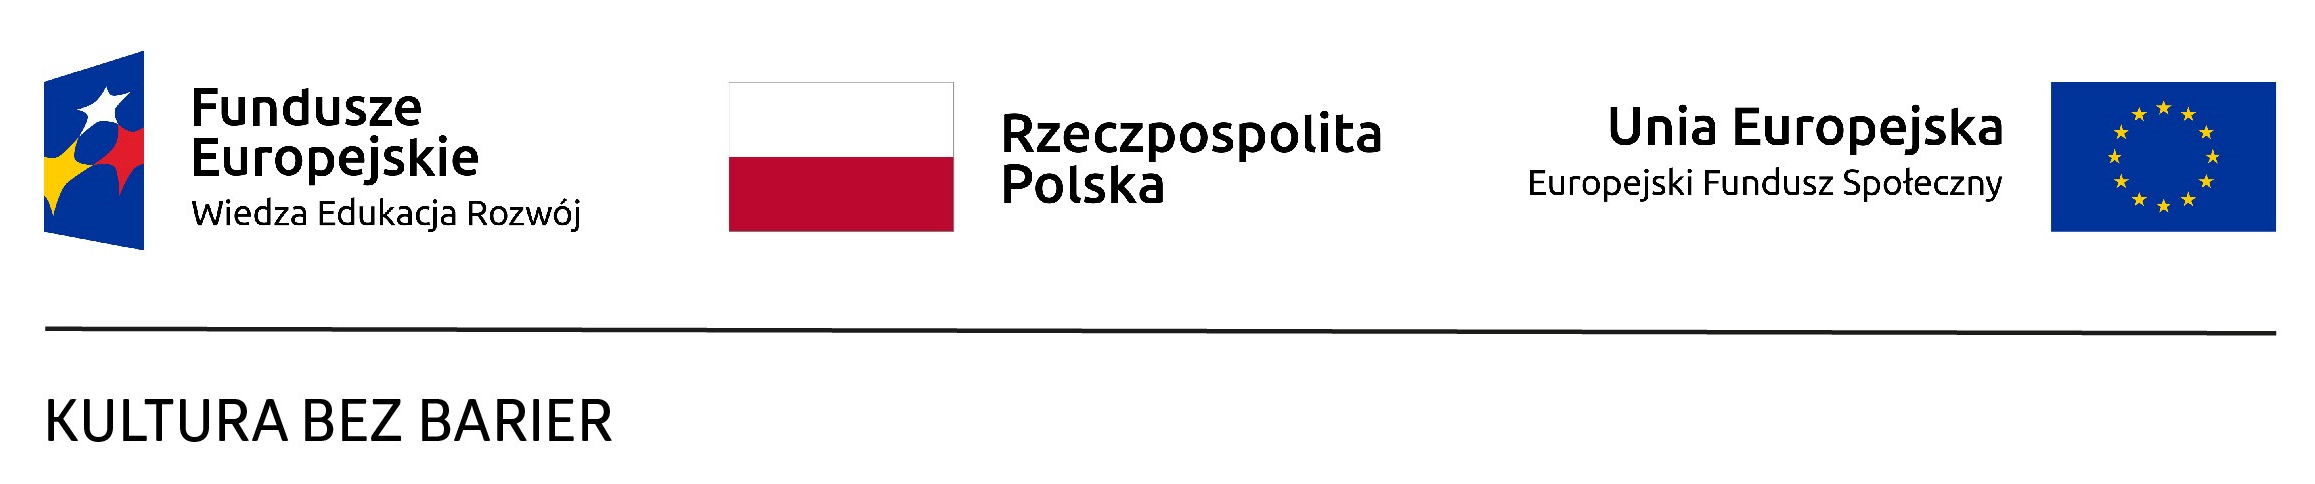 Fundusze
Europejskie
Wiedza Edukacja Rozwój
Rzeczpospolita
Polska
Unia Europejska
Europejski Fundusz Społeczny
KULTURA BEZ BARIER